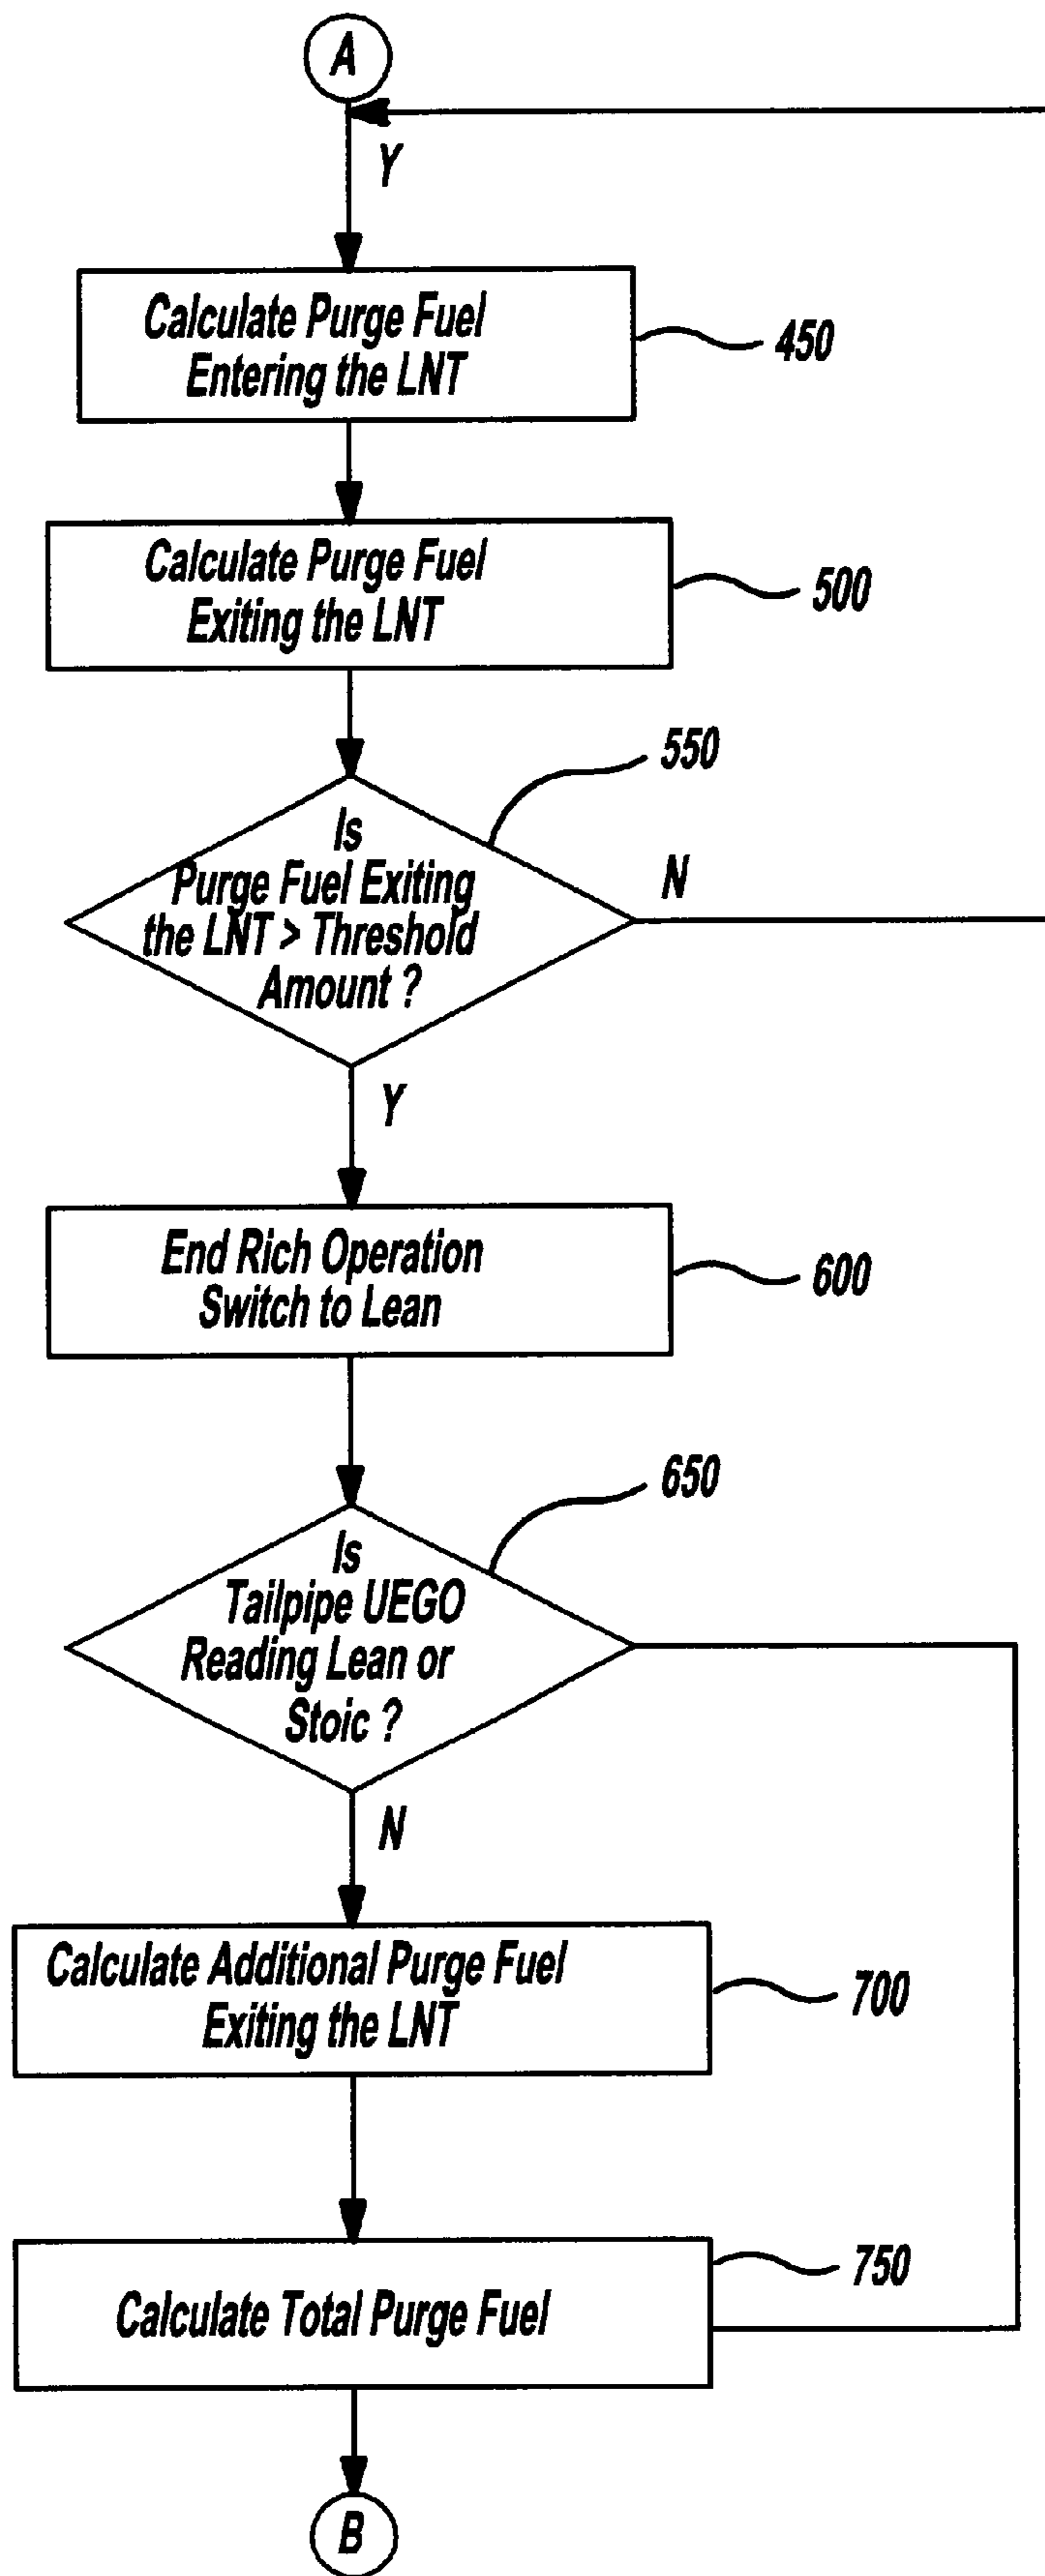 A
Y
Calculate Purge Fuel
Entering the LNT
450
Calculate Purge Fuel
Exiting the LNT
500
550
Is
Purge Fuel Exiting
the LNT > Threshold
Amount ?
N
Y
End Rich Operation
Switch to Lean
600
650
Is
Tailpipe UEGO
Reading Lean or
Stoic ?
N
Calculate Additional Purge Fuel
Exiting the LNT
700
750
Calculate Total Purge Fuel
B